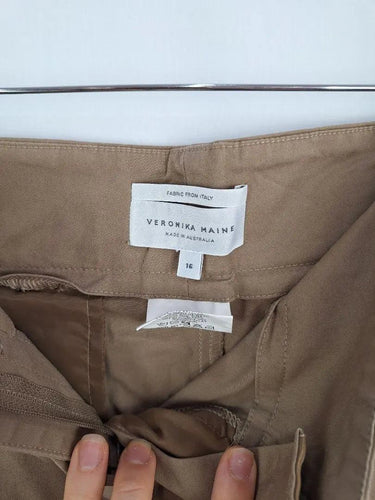 FABRIC FROM ITALY
VERONIKA MAINE
MADE IN AUSTRALIA
16